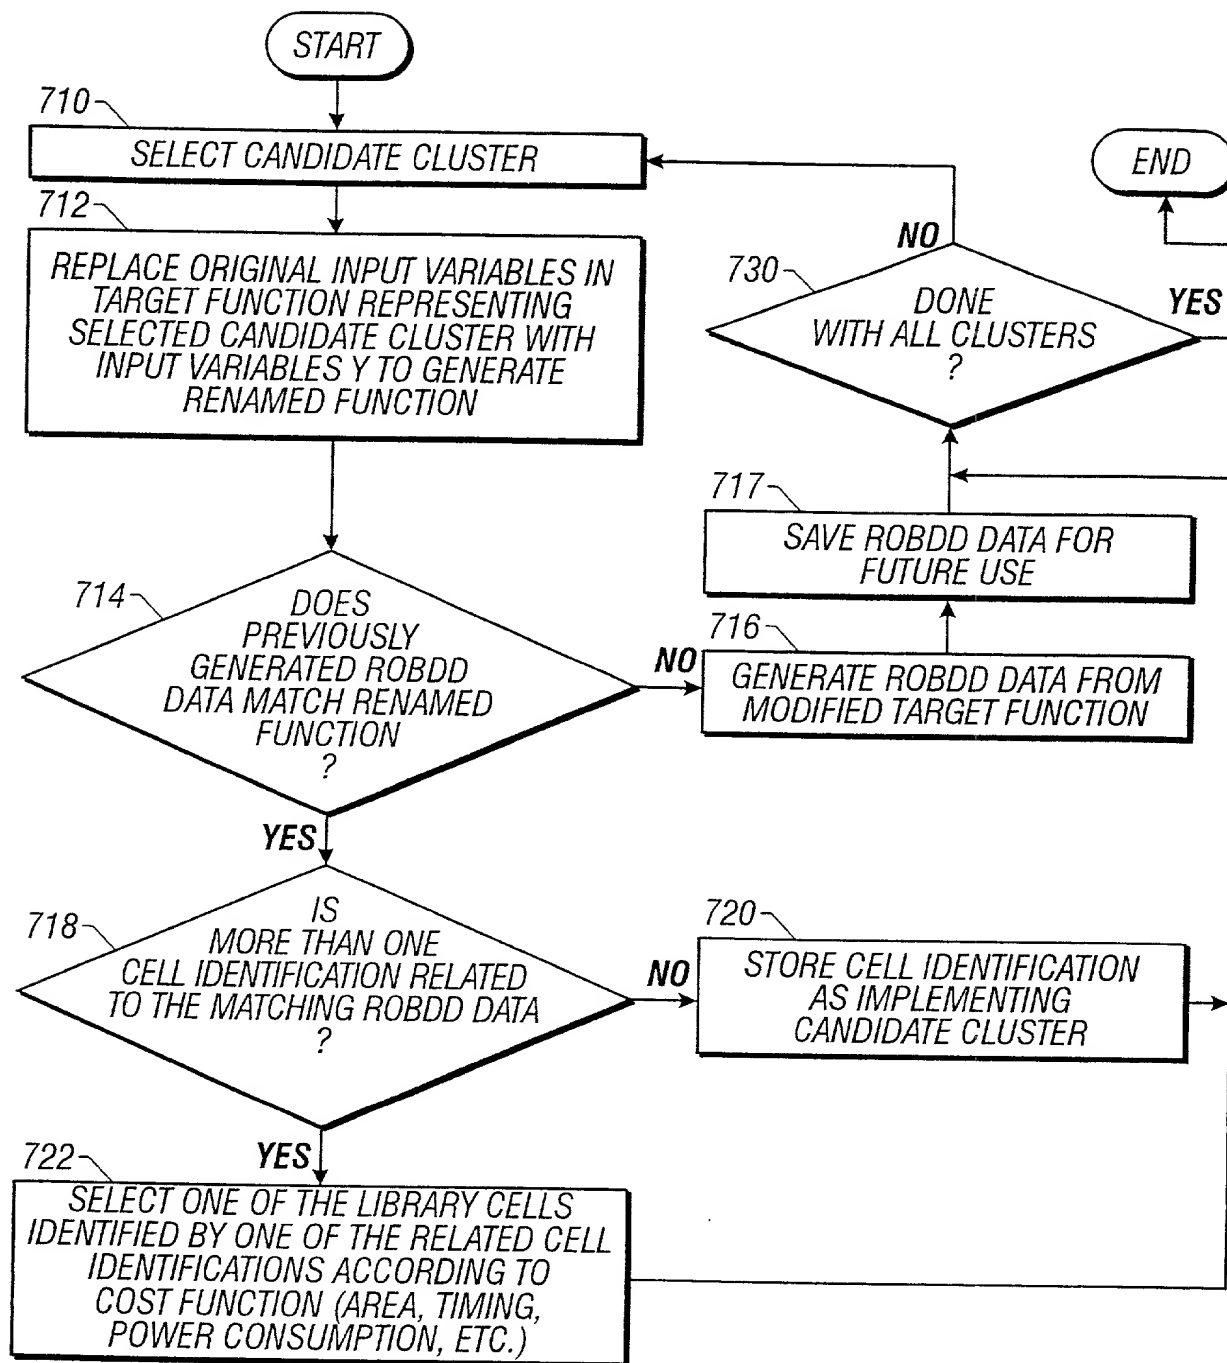 START
710
SELECT CANDIDATE CLUSTER
712
REPLACE ORIGINAL INPUT VARIABLES IN
TARGET FUNCTION REPRESENTING
SELECTED CANDIDATE CLUSTER WITH
INPUT VARIABLES Y TO GENERATE
RENAMED FUNCTION
714
DOES
PREVIOUSLY
GENERATED ROBDD
DATA MATCH RENAMED
FUNCTION
?
NO
YES
716
GENERATE ROBDD DATA FROM
MODIFIED TARGET FUNCTION
717
SAVE ROBDD DATA FOR
FUTURE USE
730
DONE
WITH ALL CLUSTERS
?
NO
YES
END
718
IS
MORE THAN ONE
CELL IDENTIFICATION RELATED
TO THE MATCHING ROBDD DATA
?
NO
YES
720
STORE CELL IDENTIFICATION
AS IMPLEMENTING
CANDIDATE CLUSTER
722
SELECT ONE OF THE LIBRARY CELLS
IDENTIFIED BY ONE OF THE RELATED CELL
IDENTIFICATIONS ACCORDING TO
COST FUNCTION (AREA, TIMING,
POWER CONSUMPTION, ETC.)